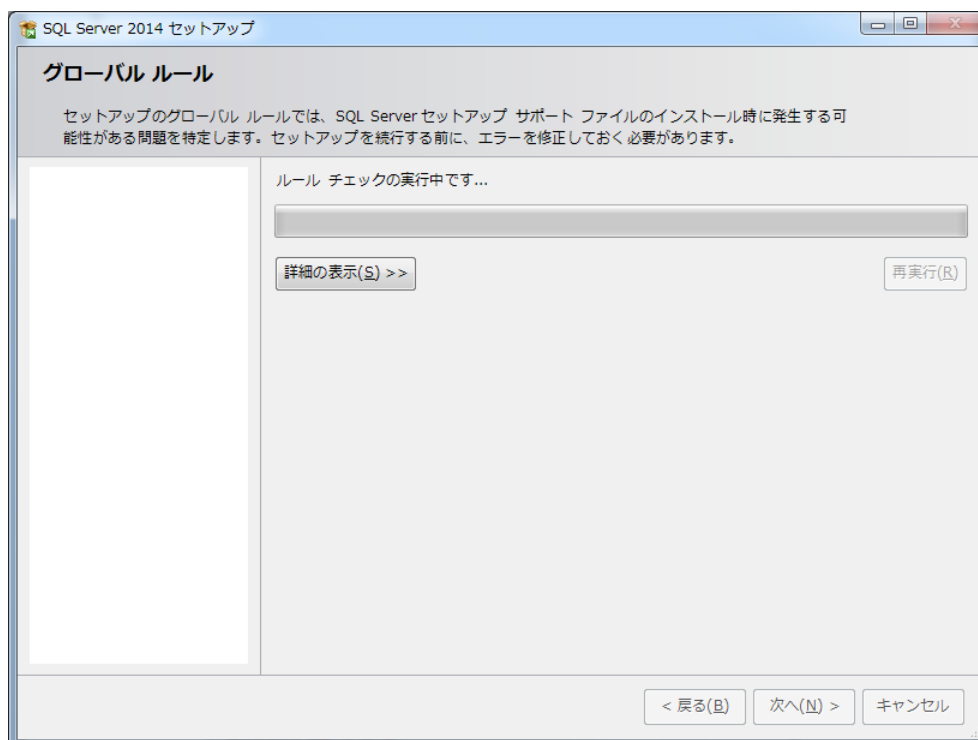 SQL Server 2014 セットアップ
グローバル ルール
セットアップのグローバル ルールでは、SQL Server セットアップ サポート ファイルのインストール時に発生する可
能性がある問題を特定します。セットアップを続行する前に、エラーを修正しておく必要があります。
ルール チェックの実行中です...
詳細の表示(S) >>
再実行(R)
< 戻る(B)
次へ(N) >
キャンセル